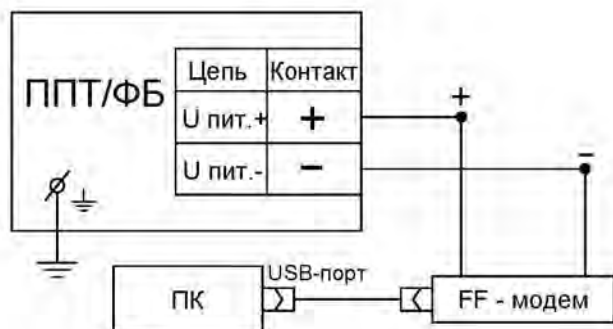 ППТ/ФБ
Цепь Контакт
U пит.+ +
U пит.- −
+
−
USB-порт
ПК
FF - модем